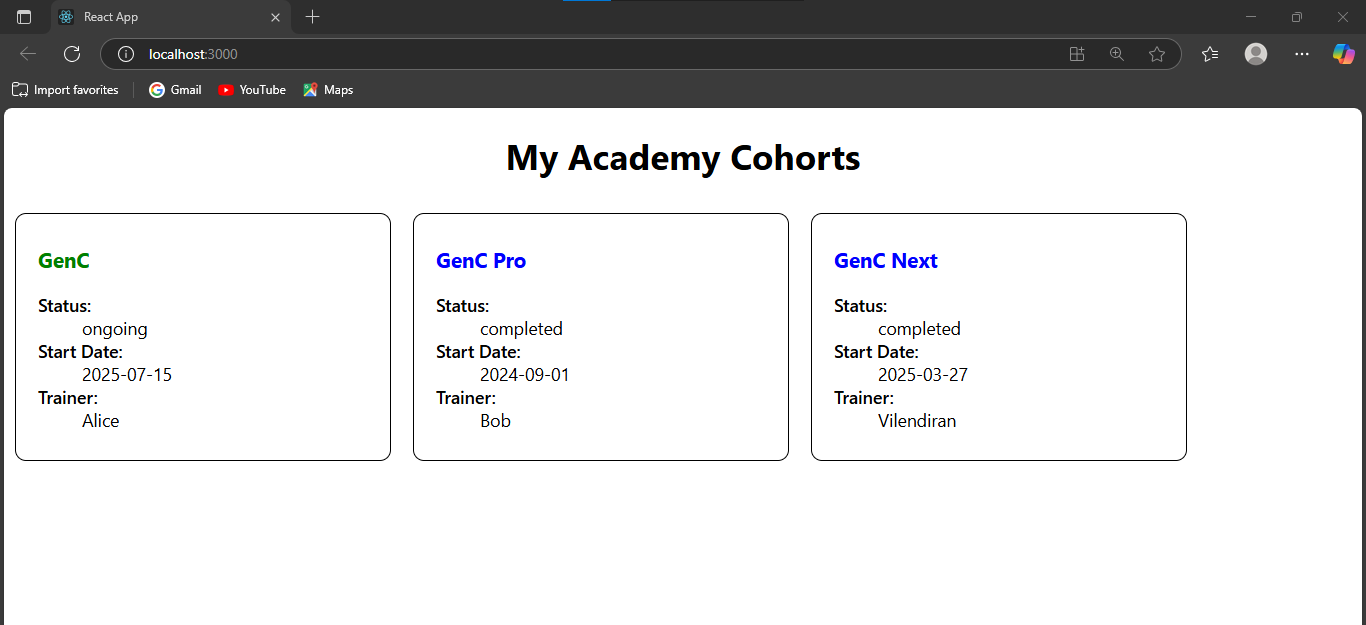 React App
localhost:3000
Import favorites Gmail YouTube Maps
My Academy Cohorts
GenC
Status:
ongoing
Start Date:
2025-07-15
Trainer:
Alice
GenC Pro
Status:
completed
Start Date:
2024-09-01
Trainer:
Bob
GenC Next
Status:
completed
Start Date:
2025-03-27
Trainer:
Vilendiran